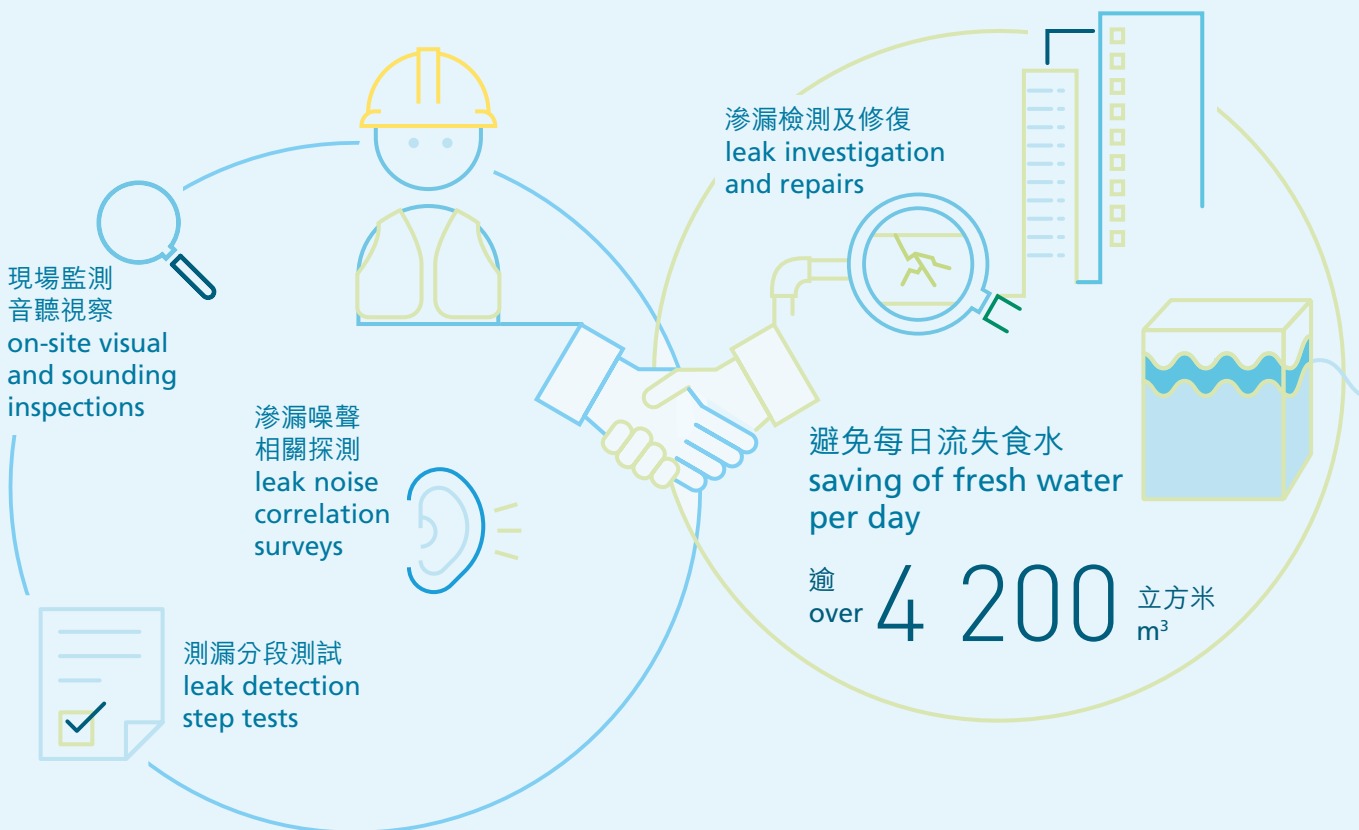 現場監測
音聽視察
on-site visual
and sounding
inspections
滲漏噪聲
相關探測
leak noise
correlation
surveys
測漏分段測試
leak detection
step tests
滲漏檢測及修復
leak investigation
and repairs
避免每日流失食水
saving of fresh water
per day
逾
over 4 200 立方米
m³